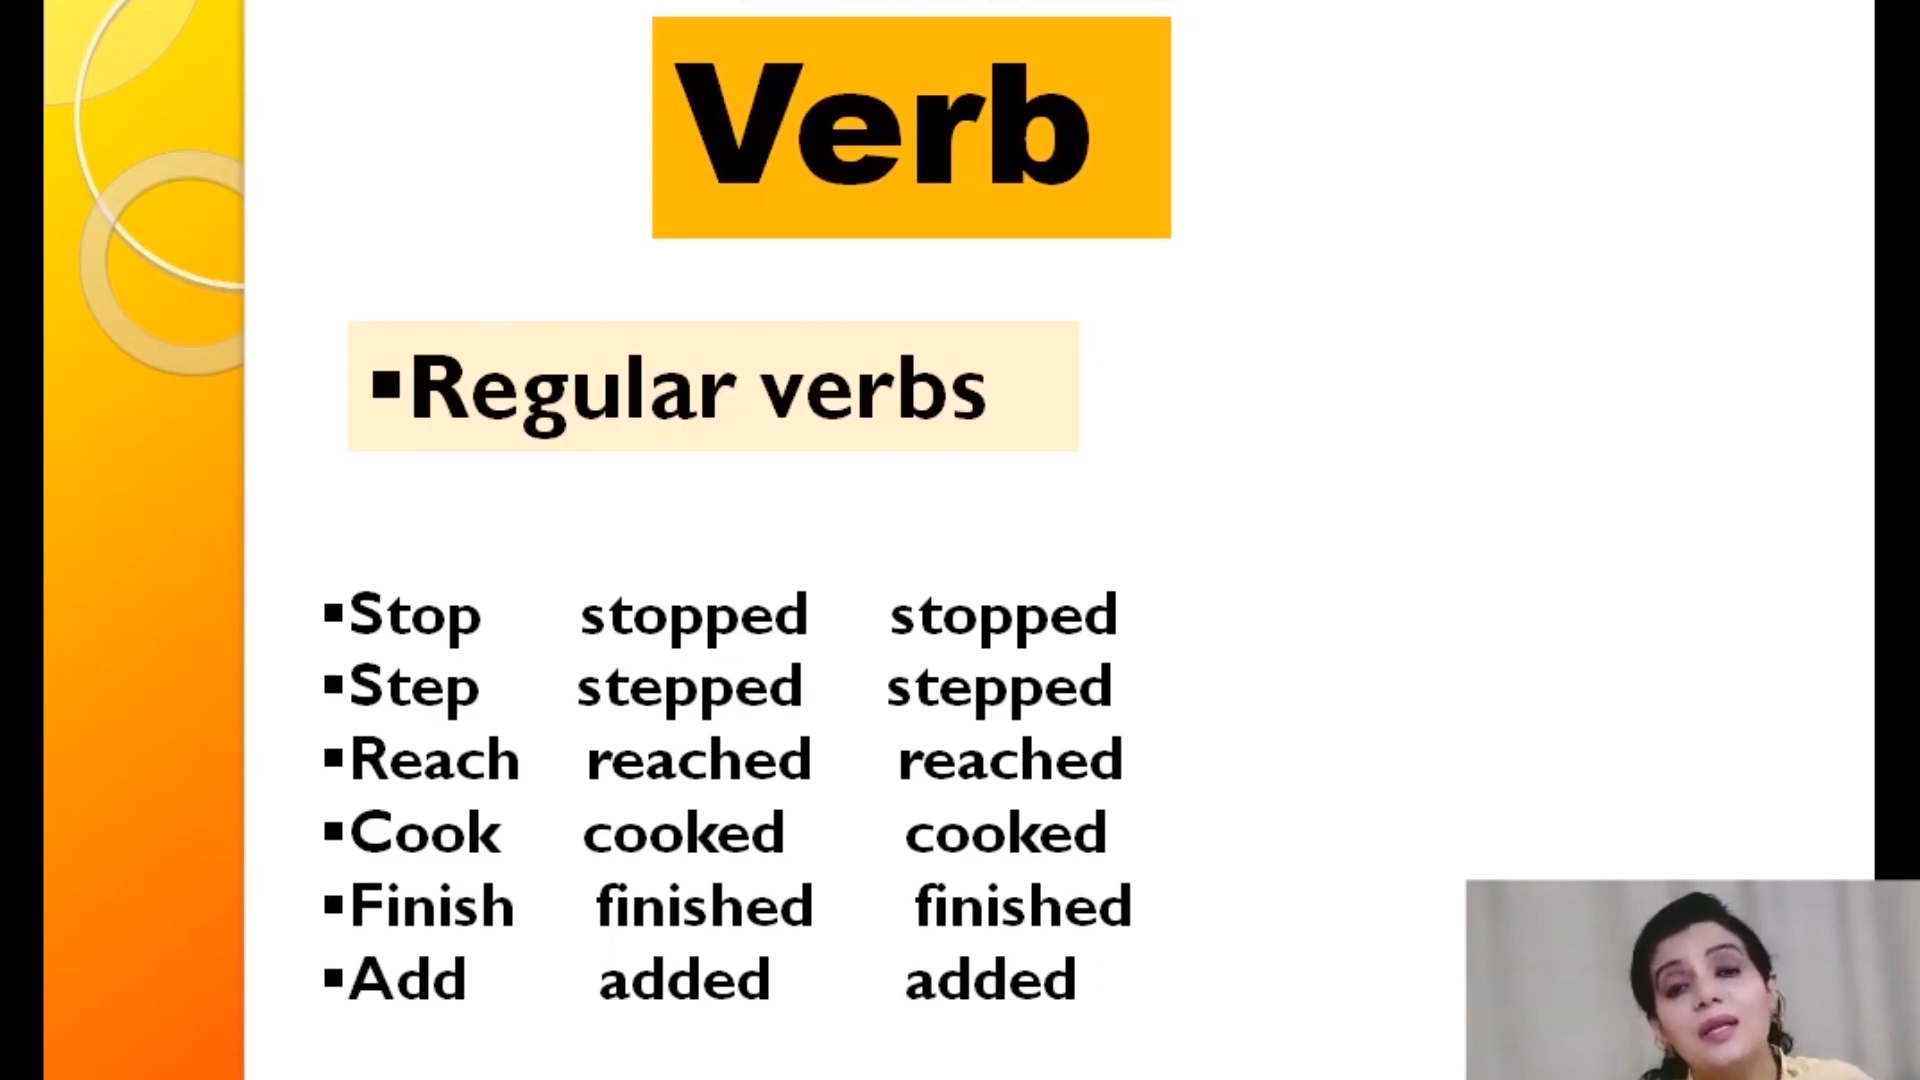 Verb
▪Regular verbs
▪Stop stopped stopped
▪Step stepped stepped
▪Reach reached reached
▪Cook cooked cooked
▪Finish finished finished
▪Add added added